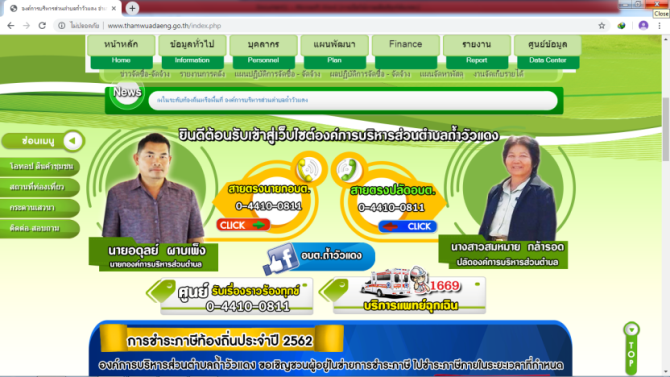 องค์การบริหารส่วนตำบลถ้ำวัวแดง
Close
ไม่ปลอดภัย | www.thamwuadaeng.go.th/index.php
หน้าหลัก ข้อมูลทั่วไป บุคลากร แผนพัฒนา Finance รายงาน ศูนย์ข้อมูล
Home Information Personnel Plan Report Data Center
ข่าวจัดซื้อ-จัดจ้าง รายงานการคลัง แผนปฏิบัติการจัดซื้อ - จัดจ้าง ผลปฏิบัติการจัดซื้อ - จัดจ้าง แผนจัดหาพัสดุ งานจัดเก็บรายได้
News
องค์การบริหารส่วนตำบลถ้ำวัวแดง
ยินดีต้อนรับเข้าสู่เว็บไซต์องค์การบริหารส่วนตำบลถ้ำวัวแดง
ซ่อนเมนู
โอทอป สินค้าชุมชน
สถานที่ท่องเที่ยว
กระดานเสวนา
ติดต่อ-สอบถาม
สายตรงนายกอบต.
0-4410-0811
CLICK
สายตรงปลัดอบต.
0-4410-0811
CLICK
นายอดุลย์ ผาบเพ็ง
นายกองค์การบริหารส่วนตำบล
นางสาวสมหมาย กล้ารอด
ปลัดองค์การบริหารส่วนตำบล
อบต.ถ้ำวัวแดง
ศูนย์ รับเรื่องราวร้องทุกข์
0-4410-0811
1669
บริการแพทย์ฉุกเฉิน
การชำระภาษีท้องถิ่นประจำปี 2562
องค์การบริหารส่วนตำบลถ้ำวัวแดง ขอเชิญชวนผู้อยู่ในข่ายการชำระภาษี ไปชำระภาษีภายในระยะเวลาที่กำหนด
TOP